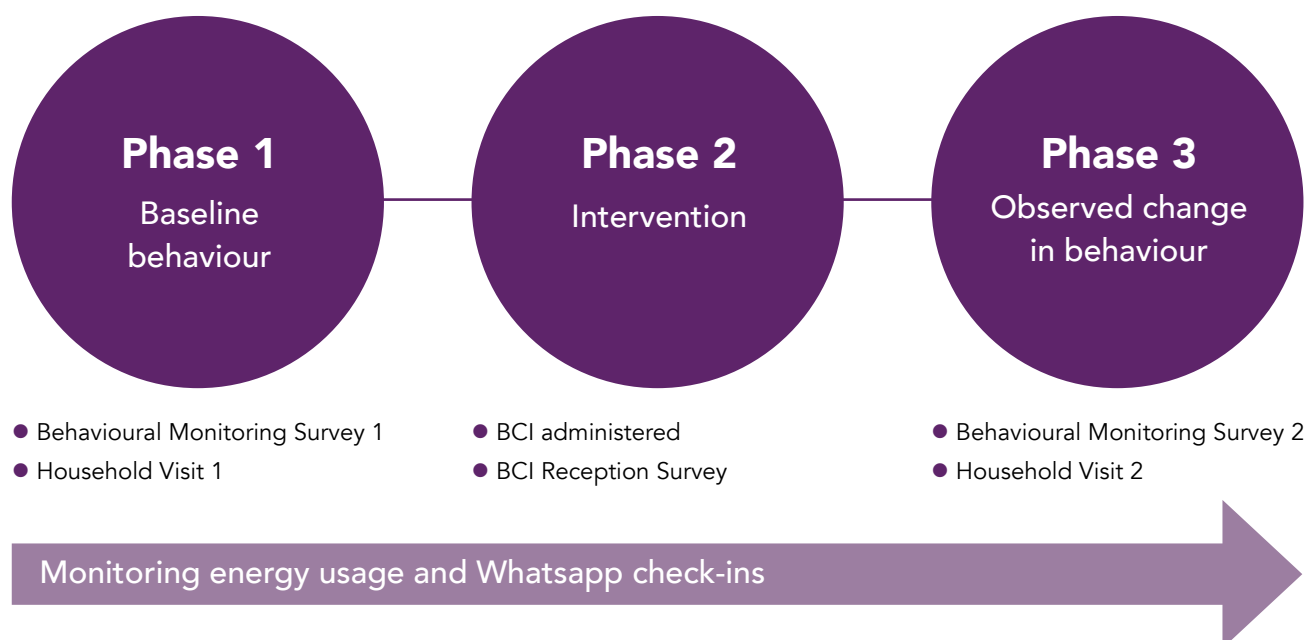 Phase 1
Baseline
behaviour
Phase 2
Intervention
Phase 3
Observed change
in behaviour
● Behavioural Monitoring Survey 1
● Household Visit 1
● BCI administered
● BCI Reception Survey
● Behavioural Monitoring Survey 2
● Household Visit 2
Monitoring energy usage and Whatsapp check-ins